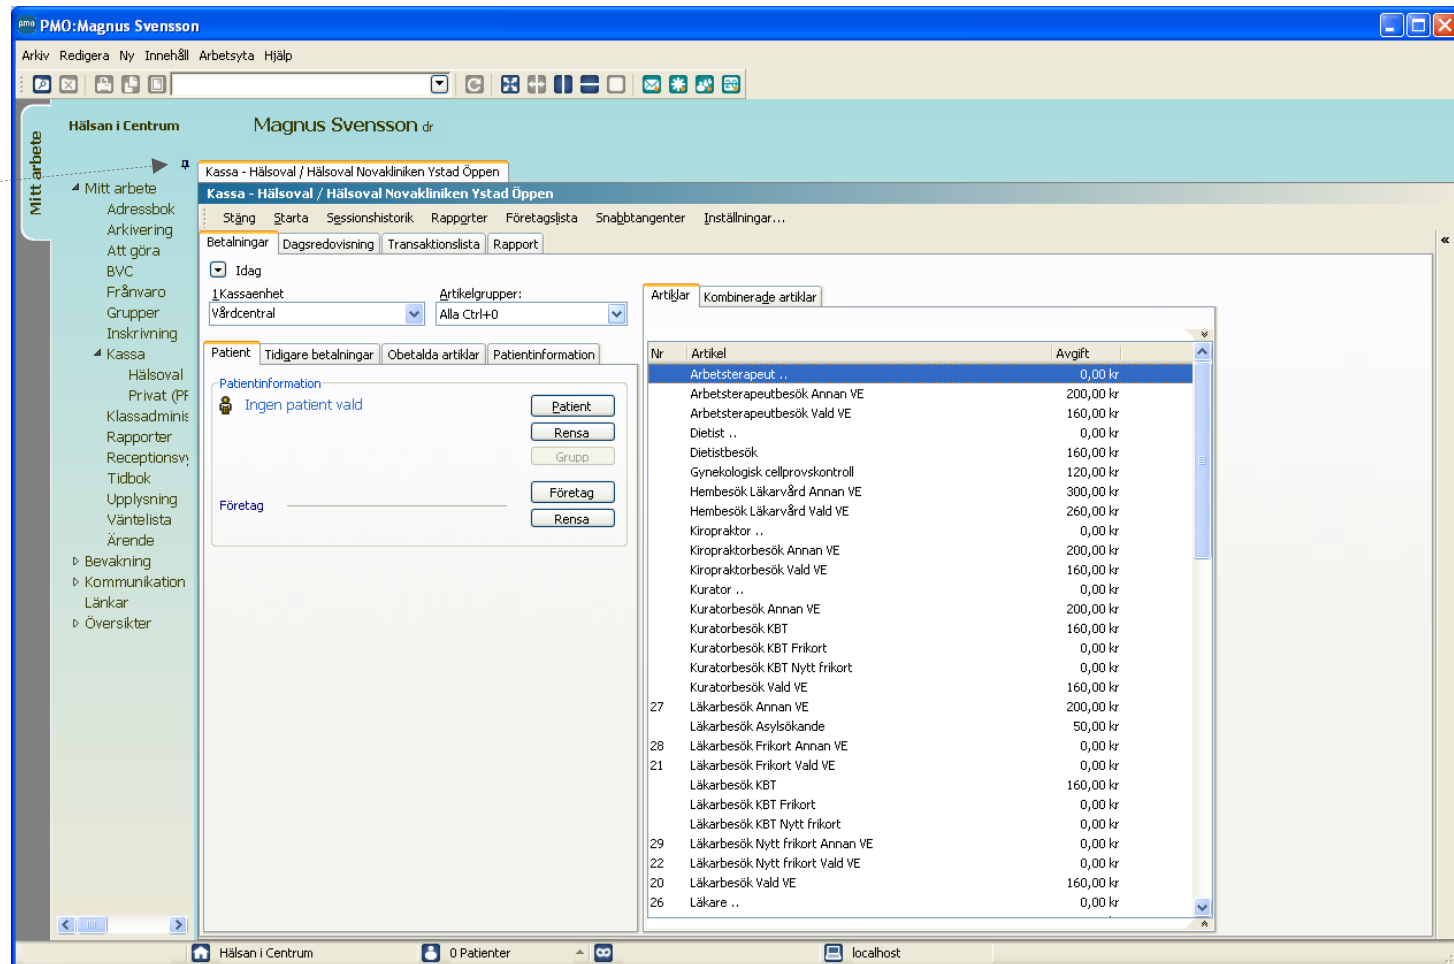 pmo PMO:Magnus Svensson
Arkiv Redigera Ny Innehåll Arbetsyta Hjälp
Mitt arbete
Hälsan i Centrum
Magnus Svensson dr
Mitt arbete
Adressbok
Arkivering
Att göra
BVC
Frånvaro
Grupper
Inskrivning
Kassa
Hälsoval
Privat (PF
Klassadminis
Rapporter
Receptionsvy
Tidbok
Upplysning
Väntelista
Ärende
Bevakning
Kommunikation
Länkar
Översikter
Kassa - Hälsoval / Hälsoval Novakliniken Ystad Öppen
Kassa - Hälsoval / Hälsoval Novakliniken Ystad Öppen
Stäng Starta Sessionshistorik Rapporter Företagslista Snabbtangenter Inställningar...
Betalningar Dagsredovisning Transaktionslista Rapport
Idag
1Kassaenhet Artikelgrupper:
Vårdcentral Alla Ctrl+0
Patient Tidigare betalningar Obetalda artiklar Patientinformation
Patientinformation
Ingen patient vald
Patient
Rensa
Grupp
Företag
Företag
Rensa
Artiklar Kombinerade artiklar
Nr Artikel Avgift
Arbetsterapeut .. 0,00 kr
Arbetsterapeutbesök Annan VE 200,00 kr
Arbetsterapeutbesök Vald VE 160,00 kr
Dietist .. 0,00 kr
Dietistbesök 160,00 kr
Gynekologisk cellprovskontroll 120,00 kr
Hembesök Läkarvård Annan VE 300,00 kr
Hembesök Läkarvård Vald VE 260,00 kr
Kiropraktor .. 0,00 kr
Kiropraktorbesök Annan VE 200,00 kr
Kiropraktorbesök Vald VE 160,00 kr
Kurator .. 0,00 kr
Kuratorbesök Annan VE 200,00 kr
Kuratorbesök KBT 160,00 kr
Kuratorbesök KBT Frikort 0,00 kr
Kuratorbesök KBT Nytt frikort 0,00 kr
Kuratorbesök Vald VE 160,00 kr
27 Läkarbesök Annan VE 200,00 kr
Läkarbesök Asylsökande 50,00 kr
28 Läkarbesök Frikort Annan VE 0,00 kr
21 Läkarbesök Frikort Vald VE 0,00 kr
Läkarbesök KBT 160,00 kr
Läkarbesök KBT Frikort 0,00 kr
Läkarbesök KBT Nytt frikort 0,00 kr
29 Läkarbesök Nytt frikort Annan VE 0,00 kr
22 Läkarbesök Nytt frikort Vald VE 0,00 kr
20 Läkarbesök Vald VE 160,00 kr
26 Läkare .. 0,00 kr
Hälsan i Centrum 0 Patienter localhost